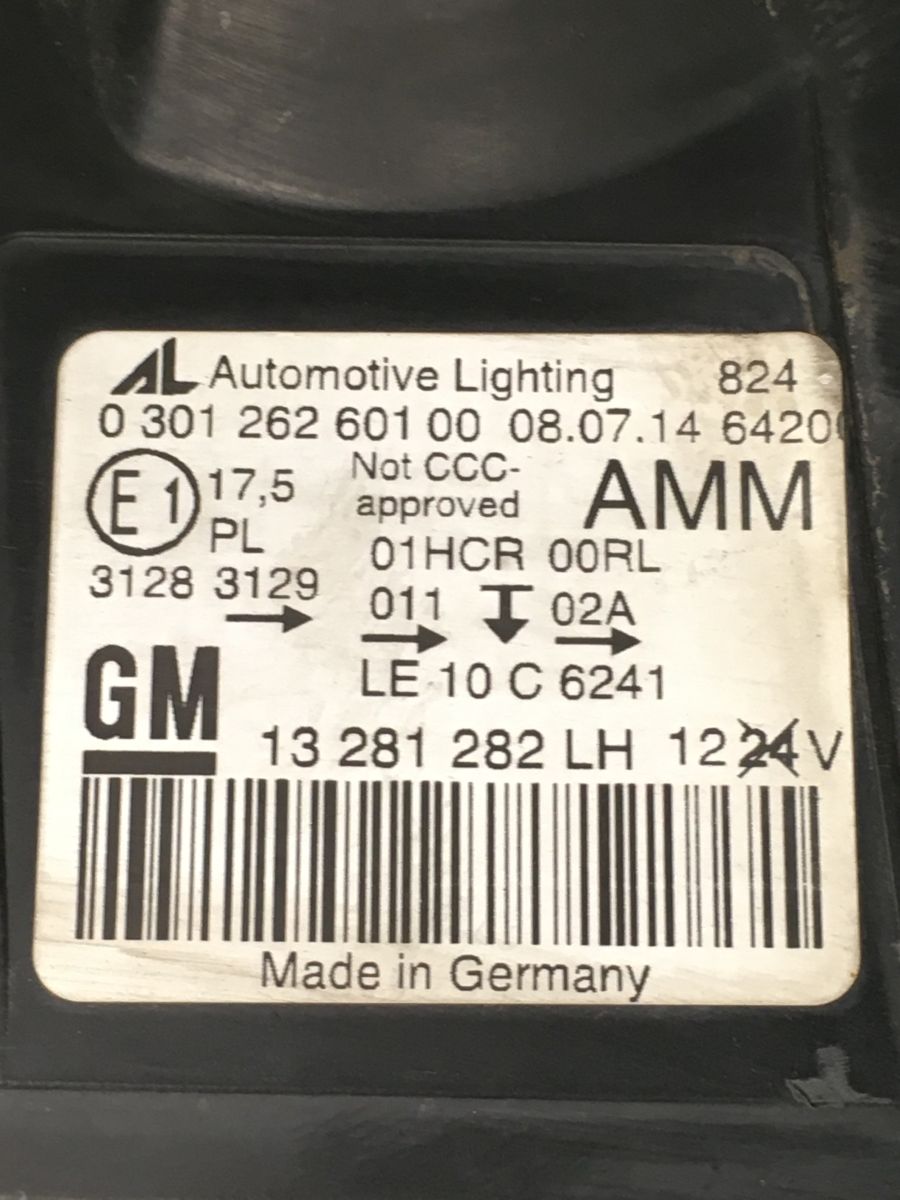 AL Automotive Lighting 824
0 301 262 601 00 08.07.14 6420
E1 17,5 Not CCC-
PL approved AMM
01HCR 00RL
3128 3129 011 02A
LE 10 C 6241
GM
13 281 282 LH 12 24 V
Made in Germany